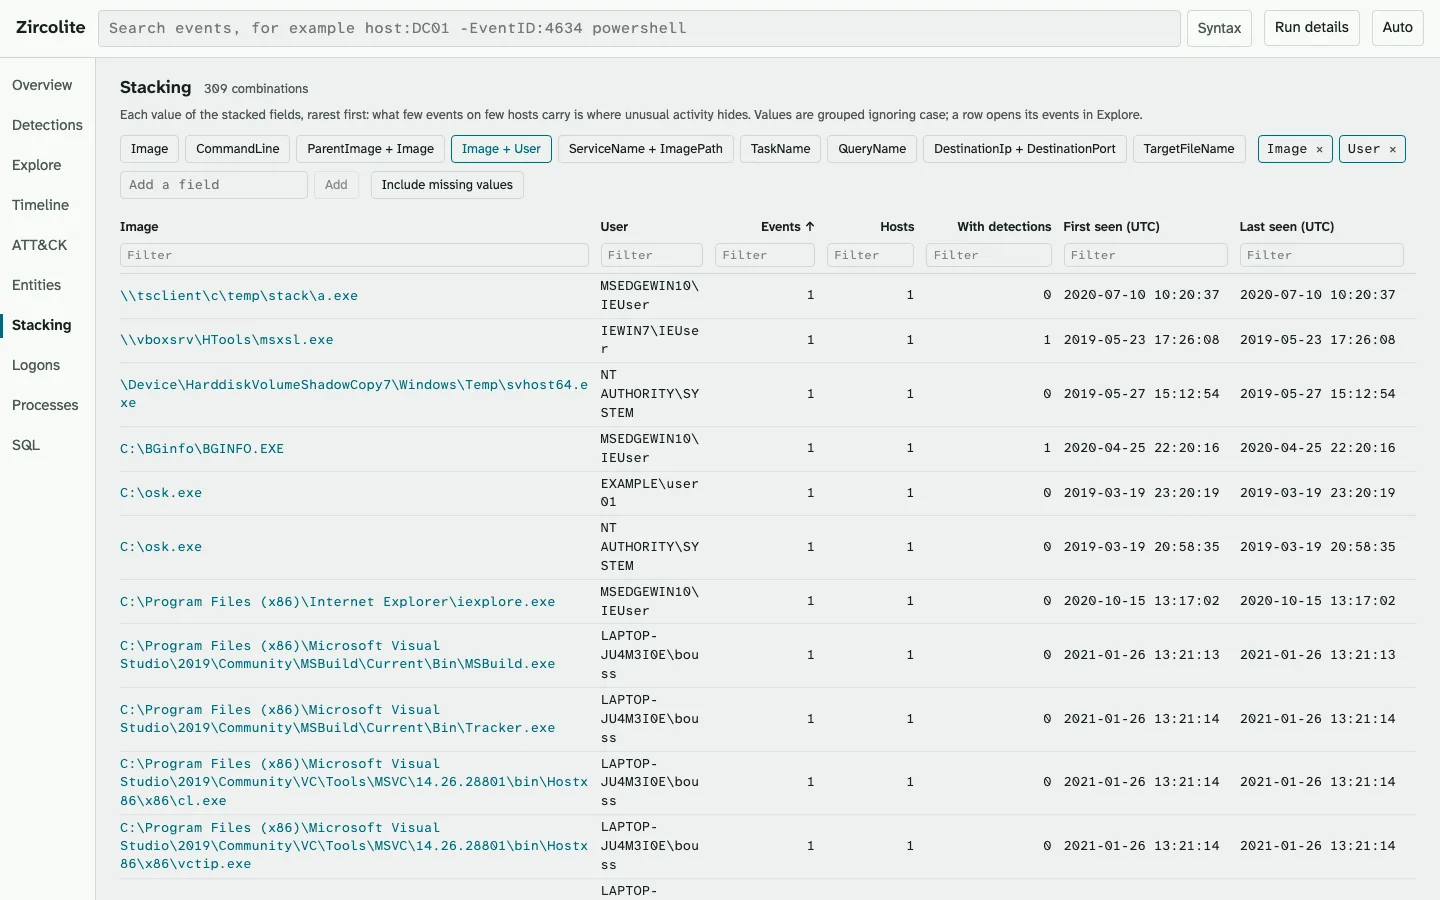 Zircolite
Search events, for example host:DC01 -EventID:4634 powershell
Syntax
Run details
Auto
Overview
Detections
Explore
Timeline
ATT&CK
Entities
Stacking
Logons
Processes
SQL
Stacking 309 combinations
Each value of the stacked fields, rarest first: what few events on few hosts carry is where unusual activity hides. Values are grouped ignoring case; a row opens its events in Explore.
Image CommandLine ParentImage + Image Image + User ServiceName + ImagePath TaskName QueryName DestinationIp + DestinationPort TargetFileName Image × User ×
Add a field Add Include missing values
Image User Events ↑ Hosts With detections First seen (UTC) Last seen (UTC)
Filter Filter Filter Filter Filter Filter Filter
\\tsclient\c\temp\stack\a.exe MSEDGEWIN10\ 1 1 0 2020-07-10 10:20:37 2020-07-10 10:20:37
IEUser
\\vboxsrv\HTools\msxsl.exe IEWIN7\IEUse 1 1 1 2019-05-23 17:26:08 2019-05-23 17:26:08
r
\Device\HarddiskVolumeShadowCopy7\Windows\Temp\svhost64.e NT
xe AUTHORITY\SY 1 1 0 2019-05-27 15:12:54 2019-05-27 15:12:54
STEM
C:\BGinfo\BGINFO.EXE MSEDGEWIN10\ 1 1 1 2020-04-25 22:20:16 2020-04-25 22:20:16
IEUser
C:\osk.exe EXAMPLE\user 1 1 0 2019-03-19 23:20:19 2019-03-19 23:20:19
01
C:\osk.exe NT
AUTHORITY\SY 1 1 0 2019-03-19 20:58:35 2019-03-19 20:58:35
STEM
C:\Program Files (x86)\Internet Explorer\iexplore.exe MSEDGEWIN10\ 1 1 0 2020-10-15 13:17:02 2020-10-15 13:17:02
IEUser
C:\Program Files (x86)\Microsoft Visual LAPTOP-
Studio\2019\Community\MSBuild\Current\Bin\MSBuild.exe JU4M3I0E\bou 1 1 0 2021-01-26 13:21:13 2021-01-26 13:21:13
ss
C:\Program Files (x86)\Microsoft Visual LAPTOP-
Studio\2019\Community\MSBuild\Current\Bin\Tracker.exe JU4M3I0E\bou 1 1 0 2021-01-26 13:21:14 2021-01-26 13:21:14
ss
C:\Program Files (x86)\Microsoft Visual LAPTOP-
Studio\2019\Community\VC\Tools\MSVC\14.26.28801\bin\Hostx JU4M3I0E\bou 1 1 0 2021-01-26 13:21:14 2021-01-26 13:21:14
86\x86\cl.exe ss
C:\Program Files (x86)\Microsoft Visual LAPTOP-
Studio\2019\Community\VC\Tools\MSVC\14.26.28801\bin\Hostx JU4M3I0E\bou 1 1 0 2021-01-26 13:21:14 2021-01-26 13:21:14
86\x86\vctip.exe ss
LAPTOP-